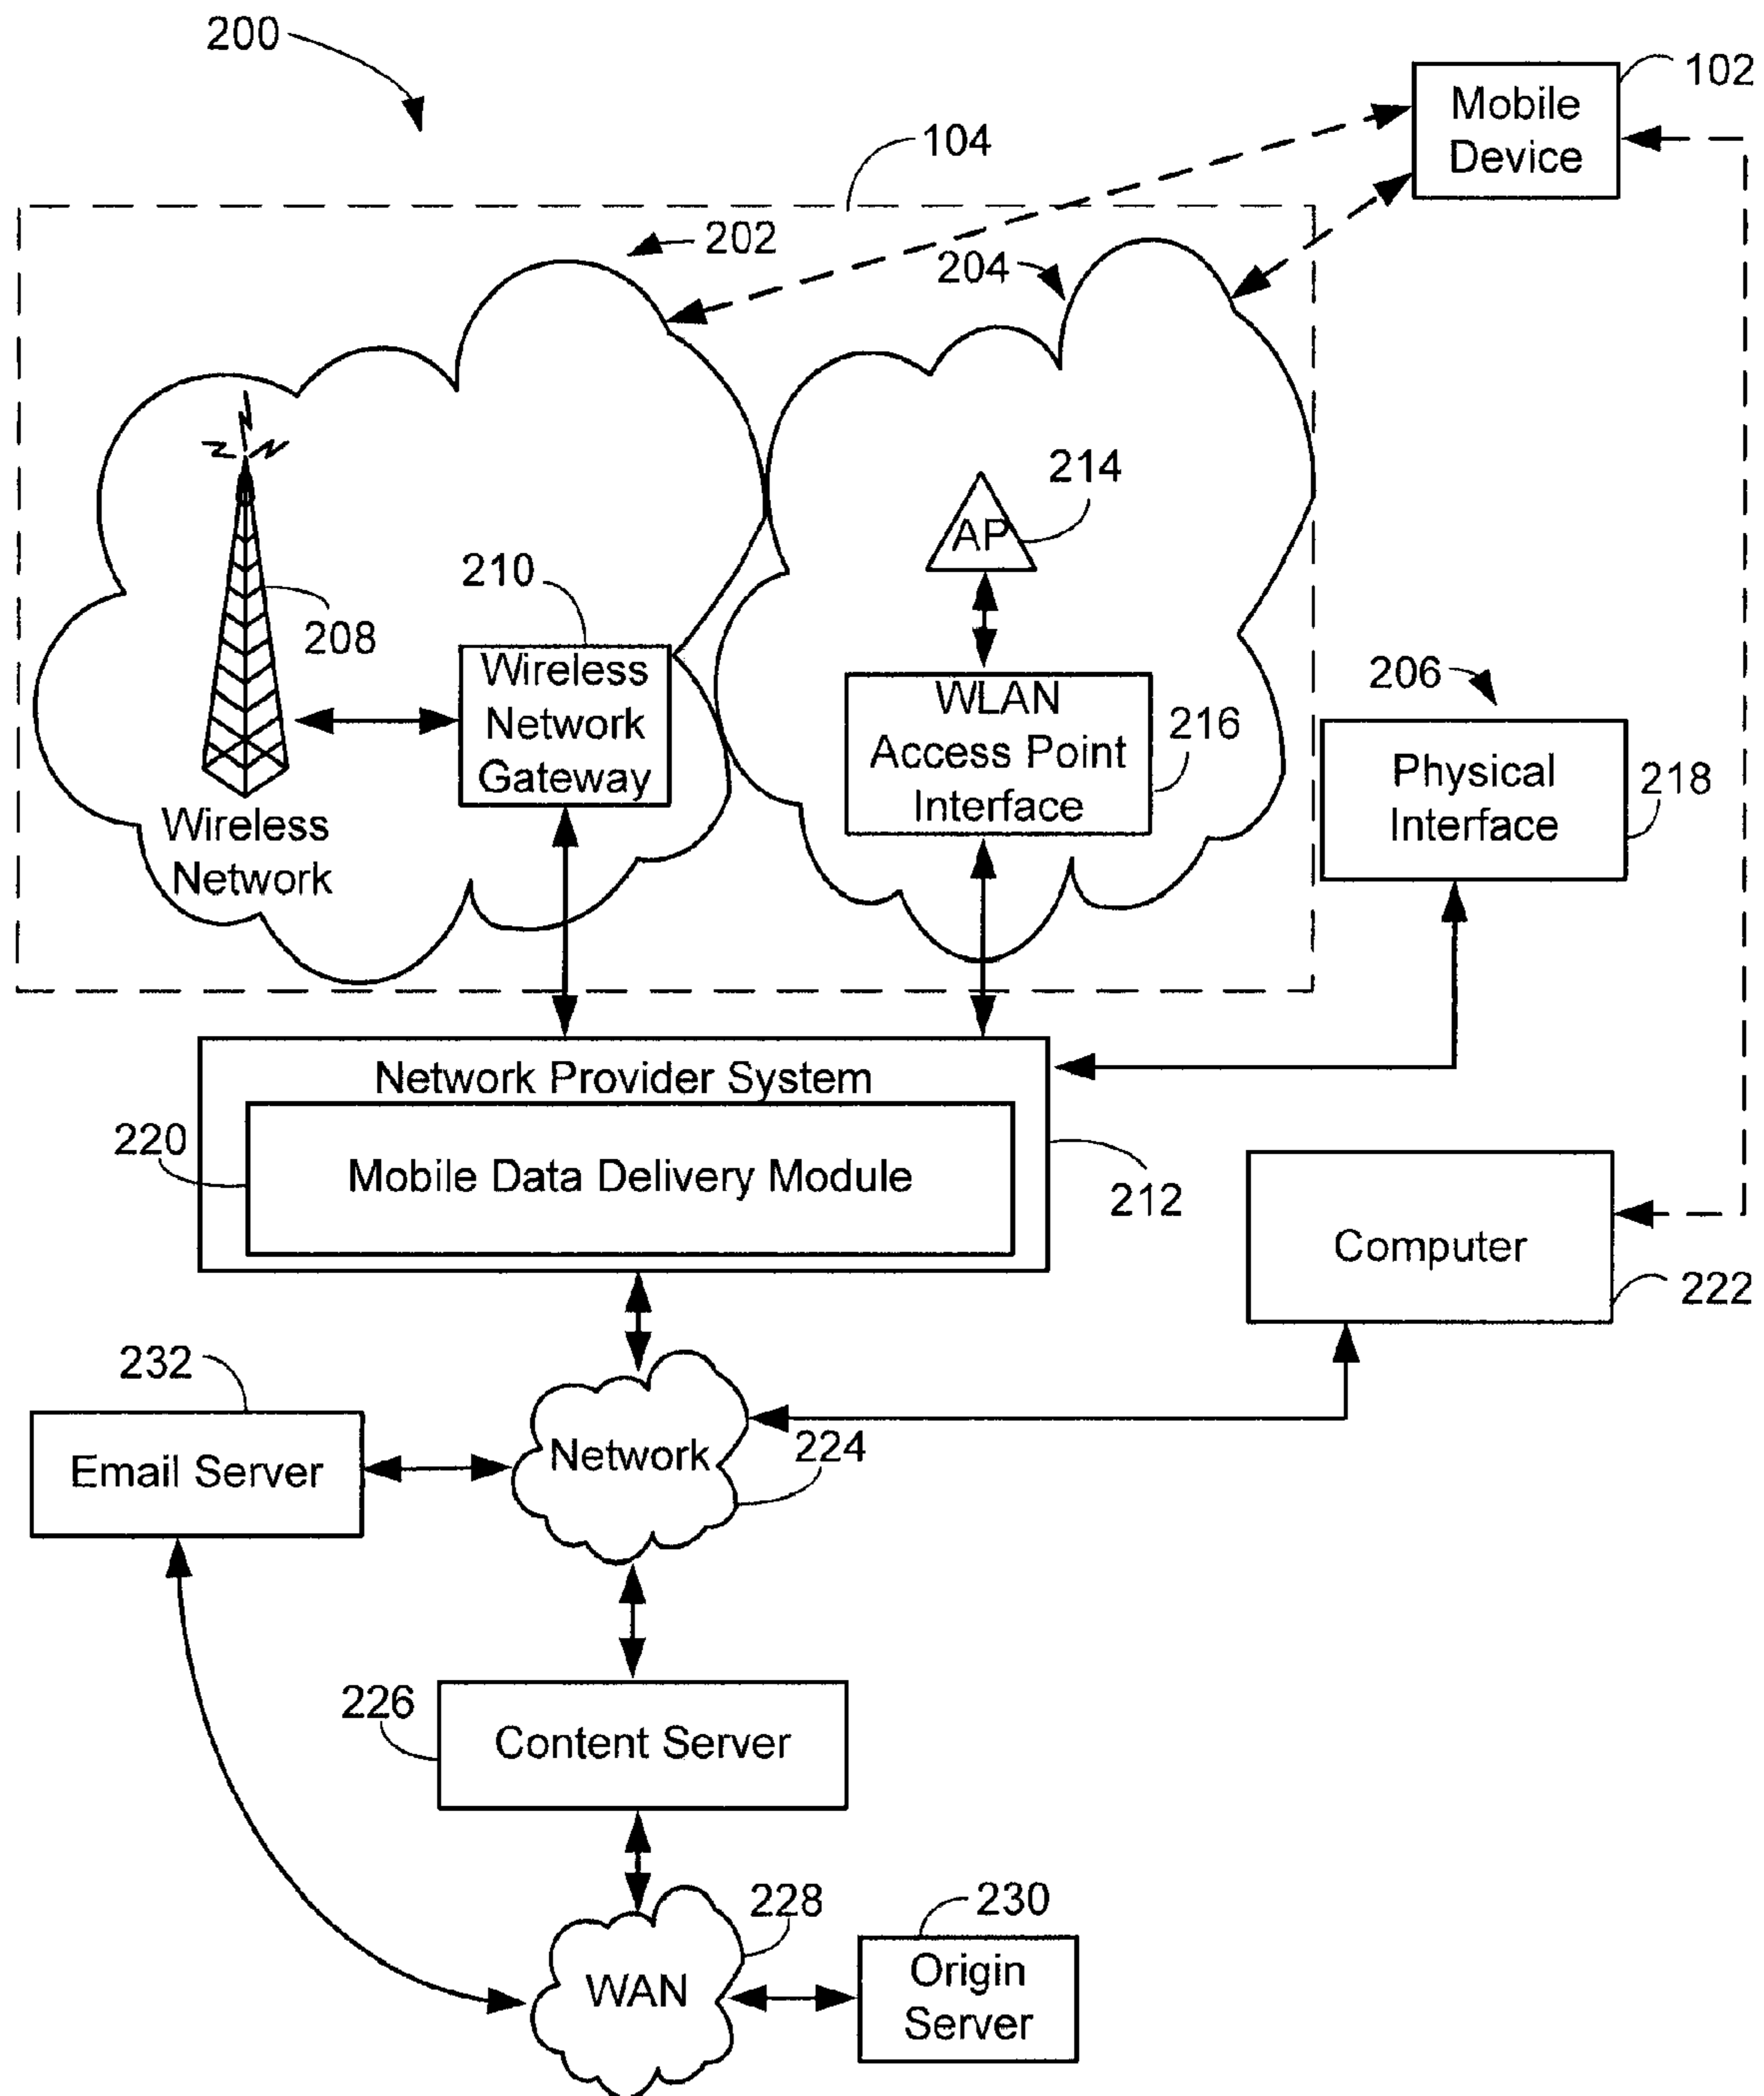 200
102
Mobile
Device
104
202
204
214
AP
210
208
Wireless
Network
Gateway
WLAN
Access Point
Interface
216
206
Physical
Interface
218
Wireless
Network
Network Provider System
220
Mobile Data Delivery Module
212
Computer
222
232
Email Server
Network
224
226
Content Server
228
230
WAN
Origin
Server